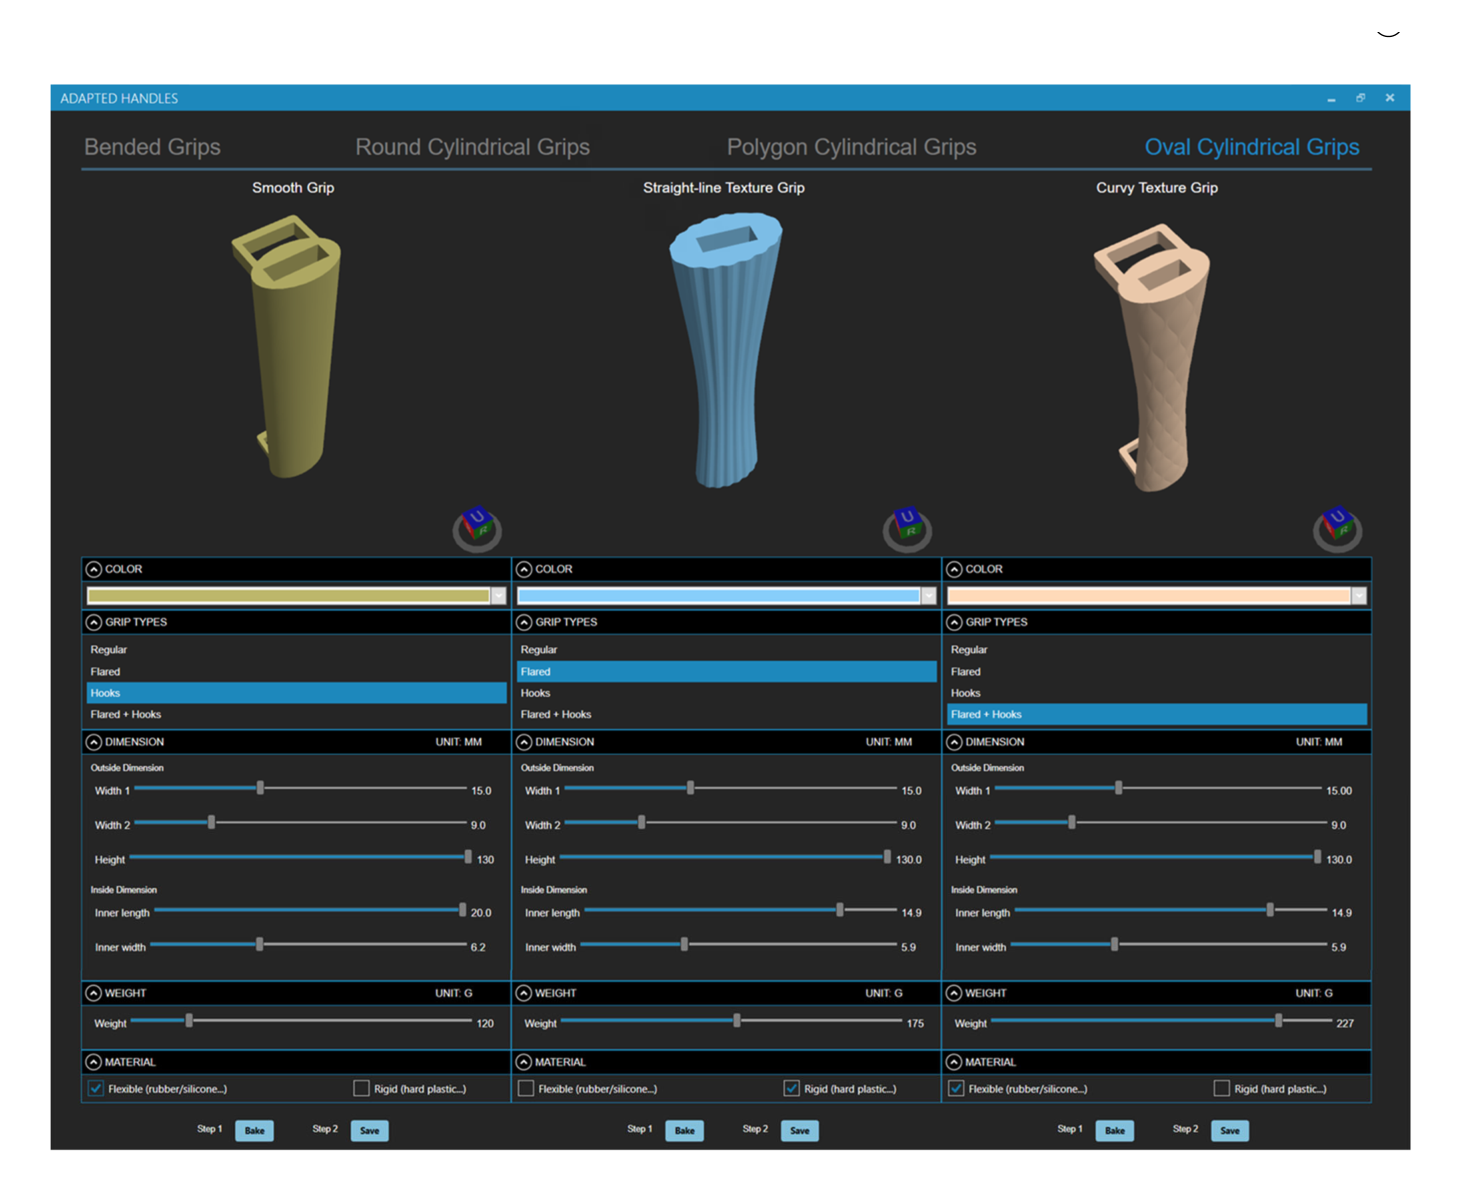 ADAPTED HANDLES
Bended Grips Round Cylindrical Grips Polygon Cylindrical Grips Oval Cylindrical Grips
Smooth Grip Straight-line Texture Grip Curvy Texture Grip
U R U R U R
COLOR COLOR COLOR
GRIP TYPES GRIP TYPES GRIP TYPES
Regular Regular Regular
Flared Flared Flared
Hooks Hooks Hooks
Flared + Hooks Flared + Hooks Flared + Hooks
DIMENSION UNIT: MM DIMENSION UNIT: MM DIMENSION UNIT: MM
Outside Dimension Outside Dimension Outside Dimension
Width 1 15.0 Width 1 15.0 Width 1 15.00
Width 2 9.0 Width 2 9.0 Width 2 9.0
Height 130 Height 130.0 Height 130.0
Inside Dimension Inside Dimension Inside Dimension
Inner length 20.0 Inner length 14.9 Inner length 14.9
Inner width 6.2 Inner width 5.9 Inner width 5.9
WEIGHT UNIT: G WEIGHT UNIT: G WEIGHT UNIT: G
Weight 120 Weight 175 Weight 227
MATERIAL MATERIAL MATERIAL
Flexible (rubber/silicone...) Rigid (hard plastic...) Flexible (rubber/silicone...) Rigid (hard plastic...) Flexible (rubber/silicone...) Rigid (hard plastic...)
Step 1 Bake Step 2 Save Step 1 Bake Step 2 Save Step 1 Bake Step 2 Save